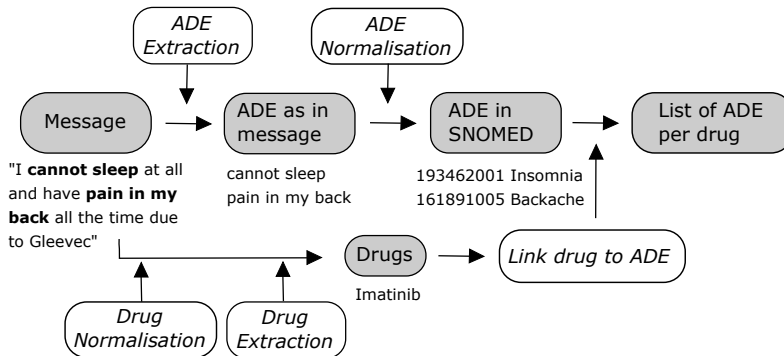 ADE
Extraction
ADE
Normalisation
Message
ADE as in
message
ADE in
SNOMED
List of ADE
per drug
"I cannot sleep at all
and have pain in my
back all the time due
to Gleevec"
cannot sleep
pain in my back
193462001 Insomnia
161891005 Backache
Drugs
Imatinib
Link drug to ADE
Drug
Normalisation
Drug
Extraction